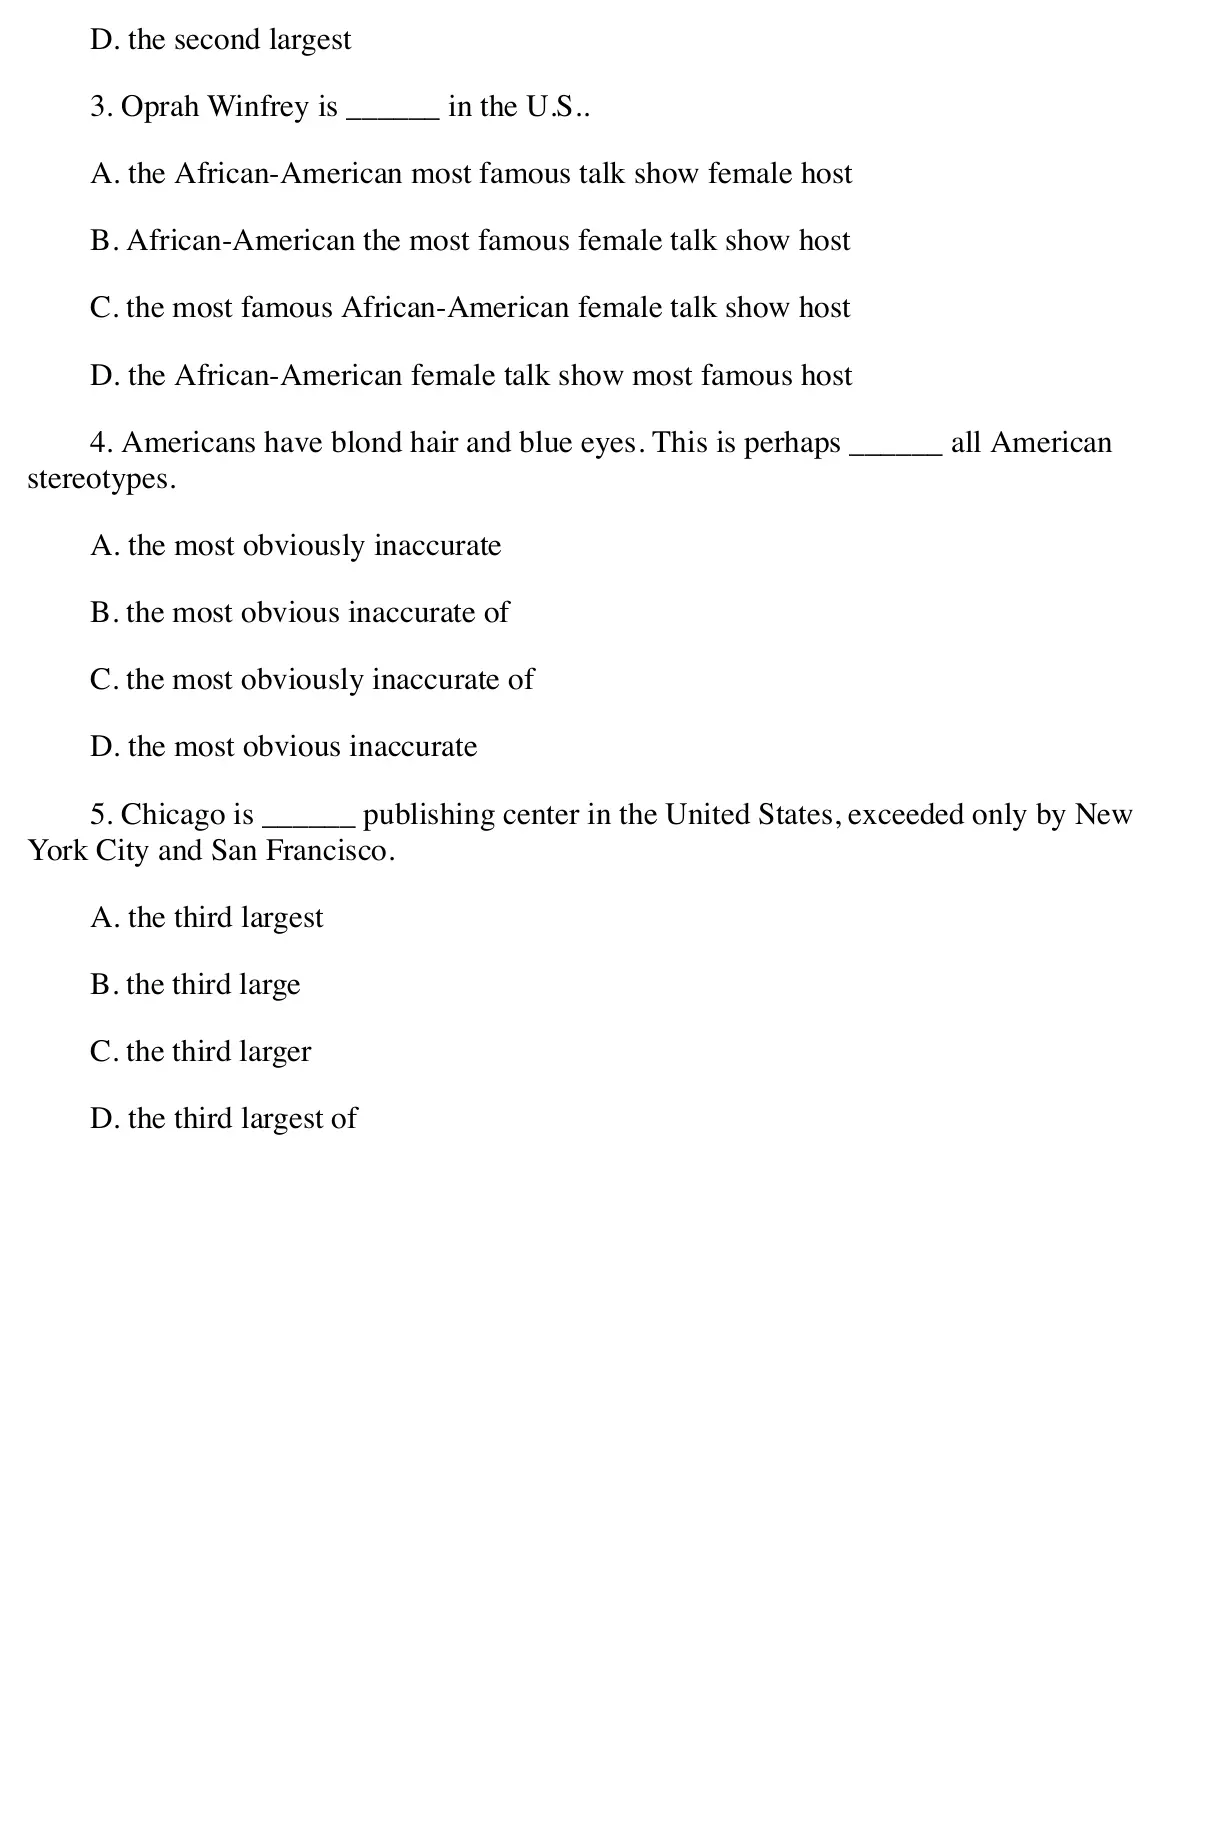 D. the second largest
3. Oprah Winfrey is ______ in the U.S..
A. the African-American most famous talk show female host
B. African-American the most famous female talk show host
C. the most famous African-American female talk show host
D. the African-American female talk show most famous host
4. Americans have blond hair and blue eyes. This is perhaps ______ all American
stereotypes.
A. the most obviously inaccurate
B. the most obvious inaccurate of
C. the most obviously inaccurate of
D. the most obvious inaccurate
5. Chicago is ______ publishing center in the United States, exceeded only by New
York City and San Francisco.
A. the third largest
B. the third large
C. the third larger
D. the third largest of